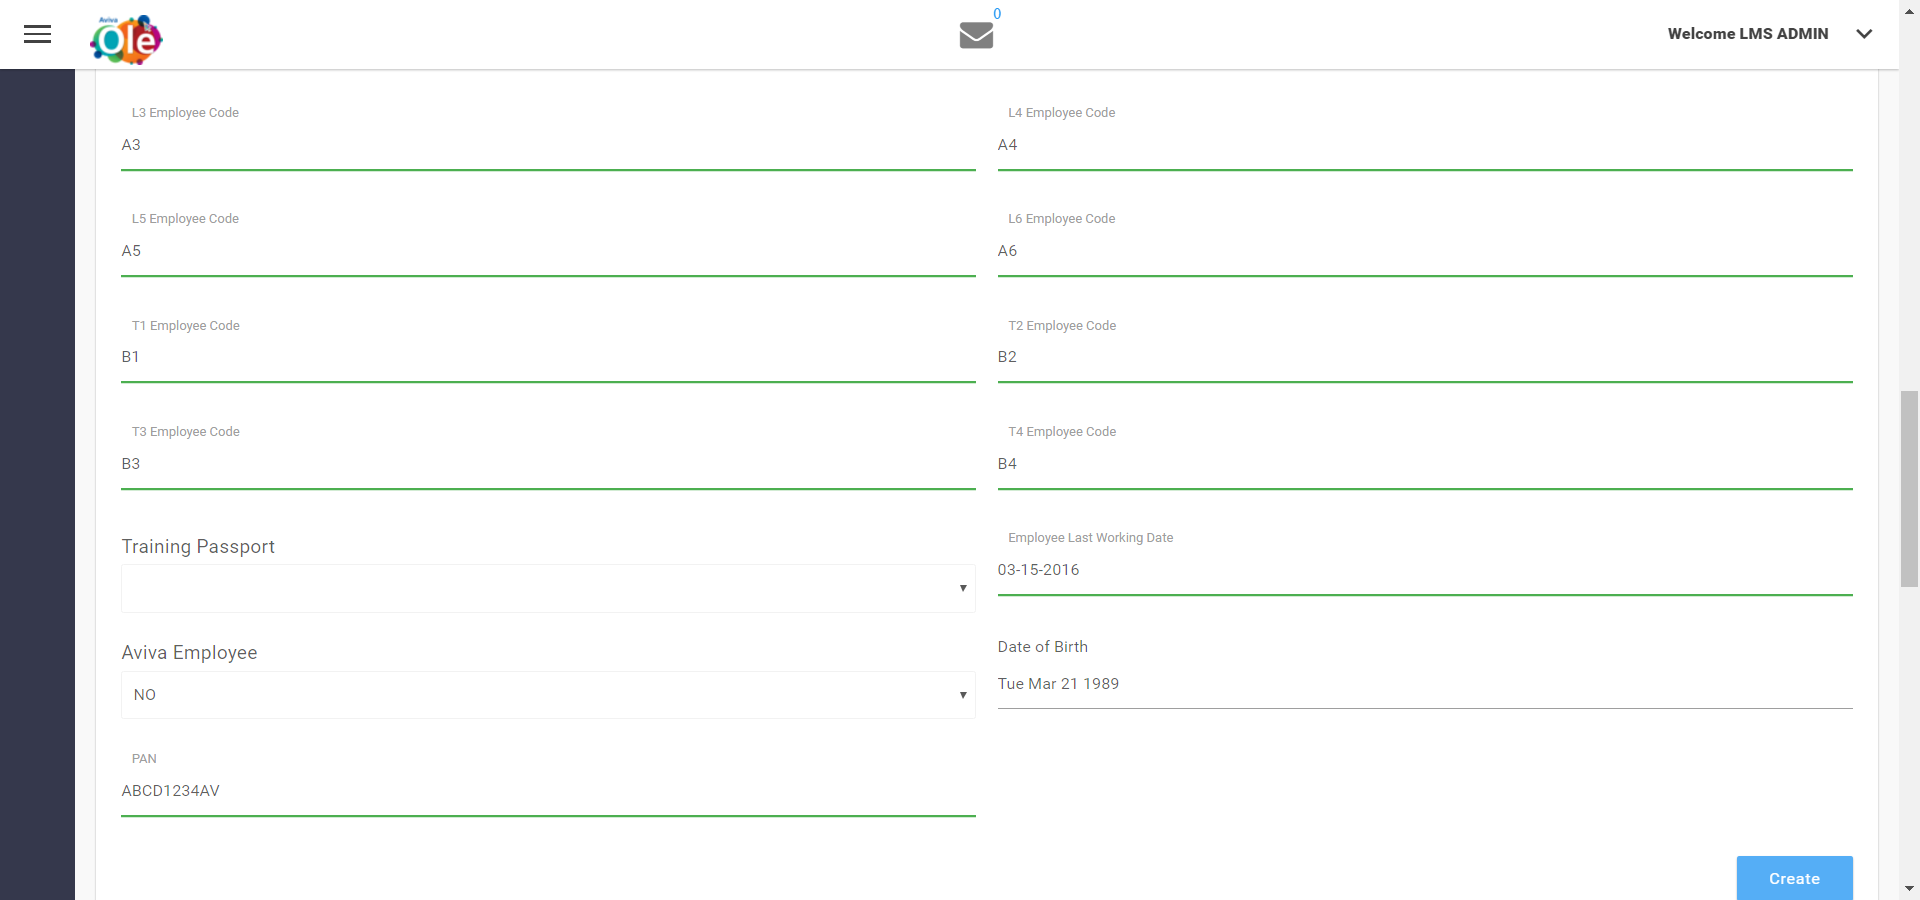 Aviva
Ole
0
Welcome LMS ADMIN
L3 Employee Code
A3
L4 Employee Code
A4
L5 Employee Code
A5
L6 Employee Code
A6
T1 Employee Code
B1
T2 Employee Code
B2
T3 Employee Code
B3
T4 Employee Code
B4
Training Passport
Employee Last Working Date
03-15-2016
Aviva Employee
NO
Date of Birth
Tue Mar 21 1989
PAN
ABCD1234AV
Create